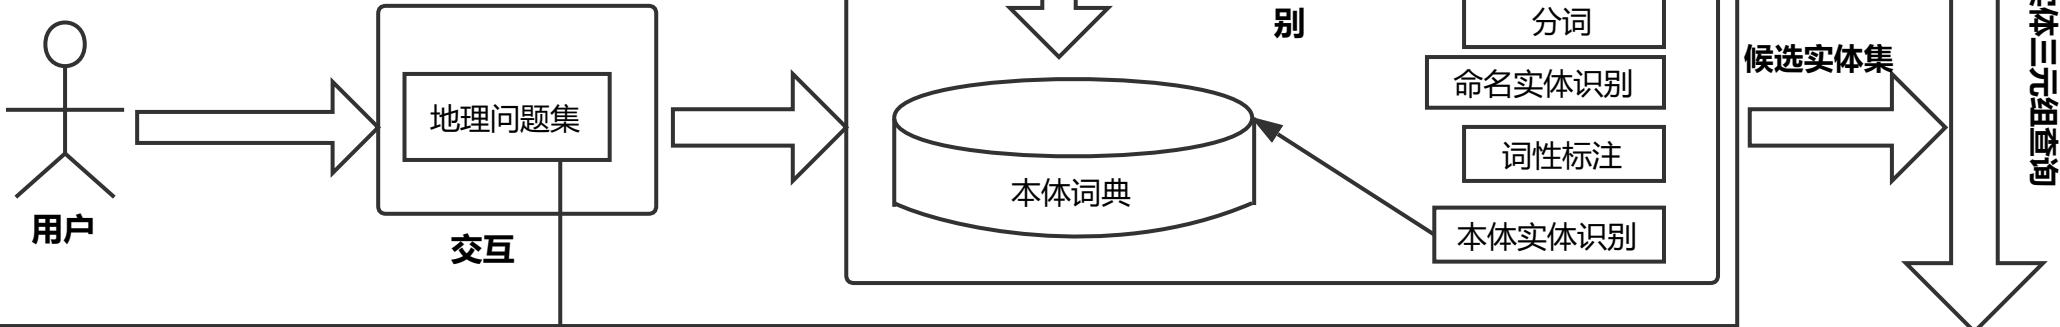 用户
地理问题集
交互
本体词典
别
分词
命名实体识别
词性标注
本体实体识别
候选实体集
体三元组查询